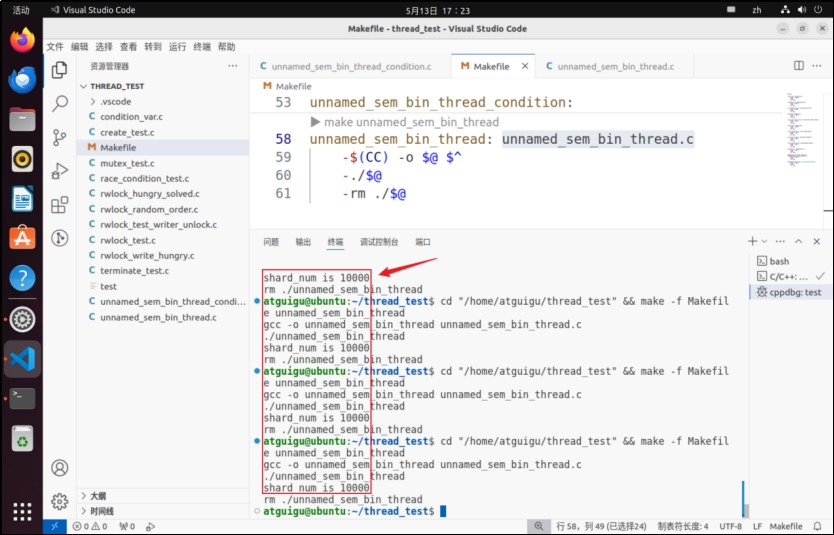 活动
Visual Studio Code
5月13日 17：23
zh
Makefile - thread_test - Visual Studio Code
文件 编辑 选择 查看 转到 运行 终端 帮助
资源管理器
THREAD_TEST
.vscode
condition_var.c
create_test.c
Makefile
mutex_test.c
race_condition_test.c
rwlock_hungry_solved.c
rwlock_random_order.c
rwlock_test_writer_unlock.c
rwlock_test.c
rwlock_write_hungry.c
terminate_test.c
test
unnamed_sem_bin_thread_condi...
unnamed_sem_bin_thread.c
大纲
时间线
unnamed_sem_bin_thread_condition.c
Makefile
unnamed_sem_bin_thread.c
Makefile
53 unnamed_sem_bin_thread_condition:
make unnamed_sem_bin_thread
58 unnamed_sem_bin_thread: unnamed_sem_bin_thread.c
59 -$(CC) -o $@ $^
60 -./$@
61 -rm ./$@
问题 输出 终端 调试控制台 端口
shard_num is 10000
rm ./unnamed_sem_bin_thread
atguigu@ubuntu:~/thread_test$ cd "/home/atguigu/thread_test" && make -f Makefil
e unnamed_sem_bin_thread
gcc -o unnamed_sem_bin_thread unnamed_sem_bin_thread.c
./unnamed_sem_bin_thread
shard_num is 10000
rm ./unnamed_sem_bin_thread
atguigu@ubuntu:~/thread_test$ cd "/home/atguigu/thread_test" && make -f Makefil
e unnamed_sem_bin_thread
gcc -o unnamed_sem_bin_thread unnamed_sem_bin_thread.c
./unnamed_sem_bin_thread
shard_num is 10000
rm ./unnamed_sem_bin_thread
atguigu@ubuntu:~/thread_test$ cd "/home/atguigu/thread_test" && make -f Makefil
e unnamed_sem_bin_thread
gcc -o unnamed_sem_bin_thread unnamed_sem_bin_thread.c
./unnamed_sem_bin_thread
shard_num is 10000
rm ./unnamed_sem_bin_thread
atguigu@ubuntu:~/thread_test$
bash
C/C++: ...
cppdbg: test
0 0 0
行 58，列 49 (已选择24) 制表符长度: 4 UTF-8 LF Makefile